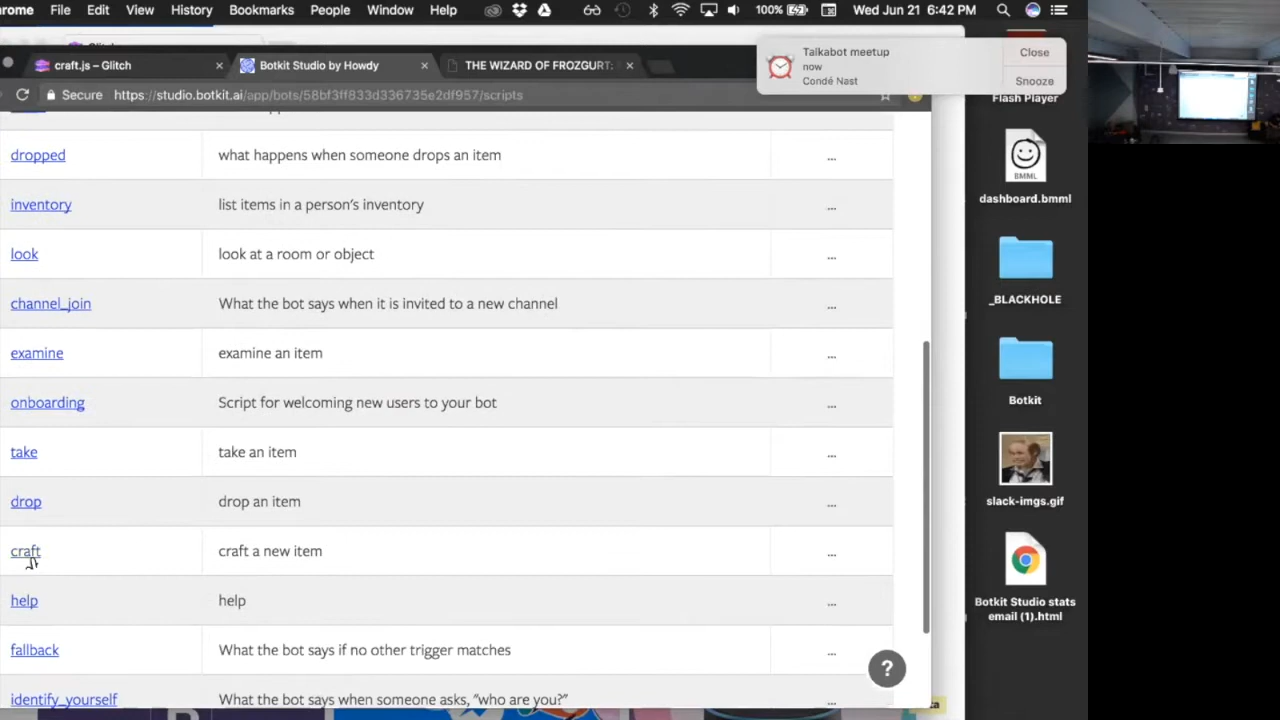 hrome File Edit View History Bookmarks People Window Help 100% Wed Jun 21 6:42 PM
craft.js – Glitch × Botkit Studio by Howdy × THE WIZARD OF FROZGURT: ×
Talkabot meetup
now
Condé Nast
Close
Snooze
Secure https://studio.botkit.ai/app/bots/58bf3ff833d336735e2df957/scripts
Flash Player
dropped what happens when someone drops an item ...
inventory list items in a person's inventory ...
look look at a room or object ...
channel_join What the bot says when it is invited to a new channel ...
examine examine an item ...
onboarding Script for welcoming new users to your bot ...
take take an item ...
drop drop an item ...
craft craft a new item ...
help help ...
fallback What the bot says if no other trigger matches ...
identify_yourself What the bot says when someone asks, "who are you?" ...
?
BMML
dashboard.bmml
_BLACKHOLE
Botkit
slack-imgs.gif
Botkit Studio stats
email (1).html